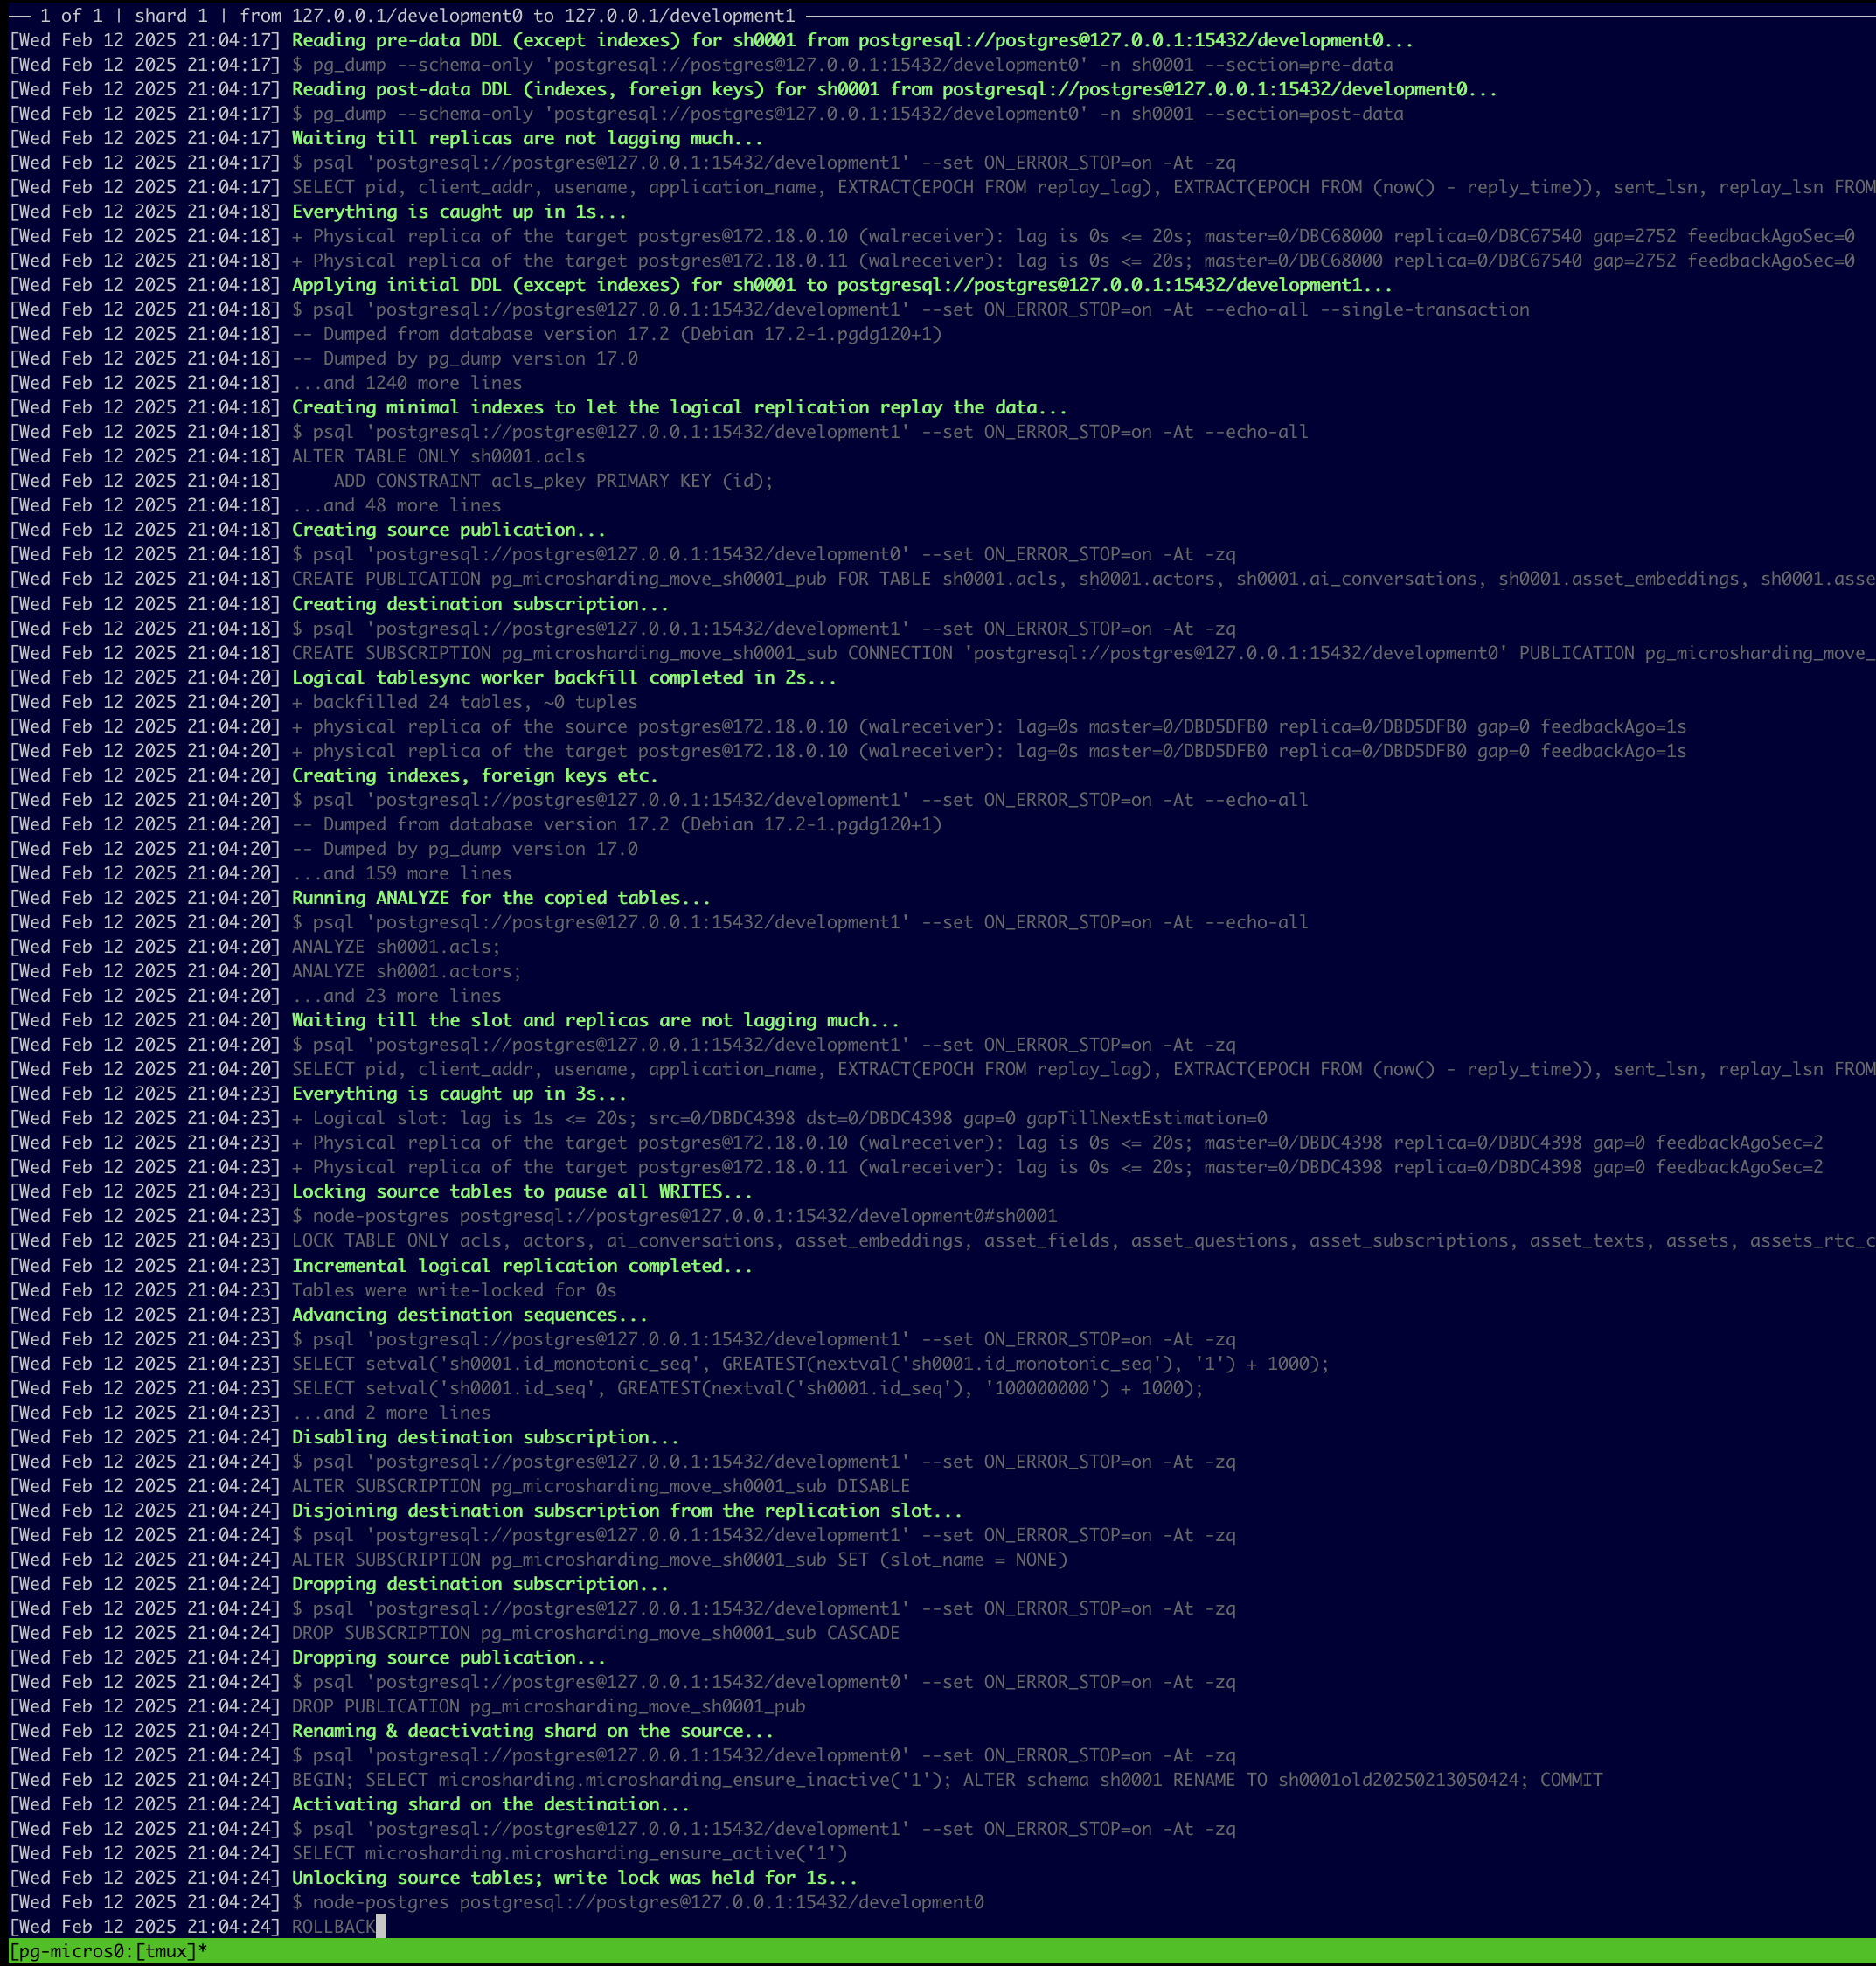 1 of 1 | shard 1 | from 127.0.0.1/development0 to 127.0.0.1/development1
[Wed Feb 12 2025 21:04:17] Reading pre-data DDL (except indexes) for sh0001 from postgresql://postgres@127.0.0.1:15432/development0...
[Wed Feb 12 2025 21:04:17] $ pg_dump --schema-only 'postgresql://postgres@127.0.0.1:15432/development0' -n sh0001 --section=pre-data
[Wed Feb 12 2025 21:04:17] Reading post-data DDL (indexes, foreign keys) for sh0001 from postgresql://postgres@127.0.0.1:15432/development0...
[Wed Feb 12 2025 21:04:17] $ pg_dump --schema-only 'postgresql://postgres@127.0.0.1:15432/development0' -n sh0001 --section=post-data
[Wed Feb 12 2025 21:04:17] Waiting till replicas are not lagging much...
[Wed Feb 12 2025 21:04:17] $ psql 'postgresql://postgres@127.0.0.1:15432/development1' --set ON_ERROR_STOP=on -At -zq
[Wed Feb 12 2025 21:04:17] SELECT pid, client_addr, usename, application_name, EXTRACT(EPOCH FROM replay_lag), EXTRACT(EPOCH FROM (now() - reply_time)), sent_lsn, replay_lsn FROM
[Wed Feb 12 2025 21:04:18] Everything is caught up in 1s...
[Wed Feb 12 2025 21:04:18] + Physical replica of the target postgres@172.18.0.10 (walreceiver): lag is 0s <= 20s; master=0/DBC68000 replica=0/DBC67540 gap=2752 feedbackAgoSec=0
[Wed Feb 12 2025 21:04:18] + Physical replica of the target postgres@172.18.0.11 (walreceiver): lag is 0s <= 20s; master=0/DBC68000 replica=0/DBC67540 gap=2752 feedbackAgoSec=0
[Wed Feb 12 2025 21:04:18] Applying initial DDL (except indexes) for sh0001 to postgresql://postgres@127.0.0.1:15432/development1...
[Wed Feb 12 2025 21:04:18] $ psql 'postgresql://postgres@127.0.0.1:15432/development1' --set ON_ERROR_STOP=on -At --echo-all --single-transaction
[Wed Feb 12 2025 21:04:18] -- Dumped from database version 17.2 (Debian 17.2-1.pgdg120+1)
[Wed Feb 12 2025 21:04:18] -- Dumped by pg_dump version 17.0
[Wed Feb 12 2025 21:04:18] ...and 1240 more lines
[Wed Feb 12 2025 21:04:18] Creating minimal indexes to let the logical replication replay the data...
[Wed Feb 12 2025 21:04:18] $ psql 'postgresql://postgres@127.0.0.1:15432/development1' --set ON_ERROR_STOP=on -At --echo-all
[Wed Feb 12 2025 21:04:18] ALTER TABLE ONLY sh0001.acls
[Wed Feb 12 2025 21:04:18]     ADD CONSTRAINT acls_pkey PRIMARY KEY (id);
[Wed Feb 12 2025 21:04:18] ...and 48 more lines
[Wed Feb 12 2025 21:04:18] Creating source publication...
[Wed Feb 12 2025 21:04:18] $ psql 'postgresql://postgres@127.0.0.1:15432/development0' --set ON_ERROR_STOP=on -At -zq
[Wed Feb 12 2025 21:04:18] CREATE PUBLICATION pg_microsharding_move_sh0001_pub FOR TABLE sh0001.acls, sh0001.actors, sh0001.ai_conversations, sh0001.asset_embeddings, sh0001.asse
[Wed Feb 12 2025 21:04:18] Creating destination subscription...
[Wed Feb 12 2025 21:04:18] $ psql 'postgresql://postgres@127.0.0.1:15432/development1' --set ON_ERROR_STOP=on -At -zq
[Wed Feb 12 2025 21:04:18] CREATE SUBSCRIPTION pg_microsharding_move_sh0001_sub CONNECTION 'postgresql://postgres@127.0.0.1:15432/development0' PUBLICATION pg_microsharding_move_
[Wed Feb 12 2025 21:04:20] Logical tablesync worker backfill completed in 2s...
[Wed Feb 12 2025 21:04:20] + backfilled 24 tables, ~0 tuples
[Wed Feb 12 2025 21:04:20] + physical replica of the source postgres@172.18.0.10 (walreceiver): lag=0s master=0/DBD5DFB0 replica=0/DBD5DFB0 gap=0 feedbackAgo=1s
[Wed Feb 12 2025 21:04:20] + physical replica of the target postgres@172.18.0.10 (walreceiver): lag=0s master=0/DBD5DFB0 replica=0/DBD5DFB0 gap=0 feedbackAgo=1s
[Wed Feb 12 2025 21:04:20] Creating indexes, foreign keys etc.
[Wed Feb 12 2025 21:04:20] $ psql 'postgresql://postgres@127.0.0.1:15432/development1' --set ON_ERROR_STOP=on -At --echo-all
[Wed Feb 12 2025 21:04:20] -- Dumped from database version 17.2 (Debian 17.2-1.pgdg120+1)
[Wed Feb 12 2025 21:04:20] -- Dumped by pg_dump version 17.0
[Wed Feb 12 2025 21:04:20] ...and 159 more lines
[Wed Feb 12 2025 21:04:20] Running ANALYZE for the copied tables...
[Wed Feb 12 2025 21:04:20] $ psql 'postgresql://postgres@127.0.0.1:15432/development1' --set ON_ERROR_STOP=on -At --echo-all
[Wed Feb 12 2025 21:04:20] ANALYZE sh0001.acls;
[Wed Feb 12 2025 21:04:20] ANALYZE sh0001.actors;
[Wed Feb 12 2025 21:04:20] ...and 23 more lines
[Wed Feb 12 2025 21:04:20] Waiting till the slot and replicas are not lagging much...
[Wed Feb 12 2025 21:04:20] $ psql 'postgresql://postgres@127.0.0.1:15432/development1' --set ON_ERROR_STOP=on -At -zq
[Wed Feb 12 2025 21:04:20] SELECT pid, client_addr, usename, application_name, EXTRACT(EPOCH FROM replay_lag), EXTRACT(EPOCH FROM (now() - reply_time)), sent_lsn, replay_lsn FROM
[Wed Feb 12 2025 21:04:23] Everything is caught up in 3s...
[Wed Feb 12 2025 21:04:23] + Logical slot: lag is 1s <= 20s; src=0/DBDC4398 dst=0/DBDC4398 gap=0 gapTillNextEstimation=0
[Wed Feb 12 2025 21:04:23] + Physical replica of the target postgres@172.18.0.10 (walreceiver): lag is 0s <= 20s; master=0/DBDC4398 replica=0/DBDC4398 gap=0 feedbackAgoSec=2
[Wed Feb 12 2025 21:04:23] + Physical replica of the target postgres@172.18.0.11 (walreceiver): lag is 0s <= 20s; master=0/DBDC4398 replica=0/DBDC4398 gap=0 feedbackAgoSec=2
[Wed Feb 12 2025 21:04:23] Locking source tables to pause all WRITES...
[Wed Feb 12 2025 21:04:23] $ node-postgres postgresql://postgres@127.0.0.1:15432/development0#sh0001
[Wed Feb 12 2025 21:04:23] LOCK TABLE ONLY acls, actors, ai_conversations, asset_embeddings, asset_fields, asset_questions, asset_subscriptions, asset_texts, assets, assets_rtc_c
[Wed Feb 12 2025 21:04:23] Incremental logical replication completed...
[Wed Feb 12 2025 21:04:23] Tables were write-locked for 0s
[Wed Feb 12 2025 21:04:23] Advancing destination sequences...
[Wed Feb 12 2025 21:04:23] $ psql 'postgresql://postgres@127.0.0.1:15432/development1' --set ON_ERROR_STOP=on -At -zq
[Wed Feb 12 2025 21:04:23] SELECT setval('sh0001.id_monotonic_seq', GREATEST(nextval('sh0001.id_monotonic_seq'), '1') + 1000);
[Wed Feb 12 2025 21:04:23] SELECT setval('sh0001.id_seq', GREATEST(nextval('sh0001.id_seq'), '100000000') + 1000);
[Wed Feb 12 2025 21:04:23] ...and 2 more lines
[Wed Feb 12 2025 21:04:24] Disabling destination subscription...
[Wed Feb 12 2025 21:04:24] $ psql 'postgresql://postgres@127.0.0.1:15432/development1' --set ON_ERROR_STOP=on -At -zq
[Wed Feb 12 2025 21:04:24] ALTER SUBSCRIPTION pg_microsharding_move_sh0001_sub DISABLE
[Wed Feb 12 2025 21:04:24] Disjoining destination subscription from the replication slot...
[Wed Feb 12 2025 21:04:24] $ psql 'postgresql://postgres@127.0.0.1:15432/development1' --set ON_ERROR_STOP=on -At -zq
[Wed Feb 12 2025 21:04:24] ALTER SUBSCRIPTION pg_microsharding_move_sh0001_sub SET (slot_name = NONE)
[Wed Feb 12 2025 21:04:24] Dropping destination subscription...
[Wed Feb 12 2025 21:04:24] $ psql 'postgresql://postgres@127.0.0.1:15432/development1' --set ON_ERROR_STOP=on -At -zq
[Wed Feb 12 2025 21:04:24] DROP SUBSCRIPTION pg_microsharding_move_sh0001_sub CASCADE
[Wed Feb 12 2025 21:04:24] Dropping source publication...
[Wed Feb 12 2025 21:04:24] $ psql 'postgresql://postgres@127.0.0.1:15432/development0' --set ON_ERROR_STOP=on -At -zq
[Wed Feb 12 2025 21:04:24] DROP PUBLICATION pg_microsharding_move_sh0001_pub
[Wed Feb 12 2025 21:04:24] Renaming & deactivating shard on the source...
[Wed Feb 12 2025 21:04:24] $ psql 'postgresql://postgres@127.0.0.1:15432/development0' --set ON_ERROR_STOP=on -At -zq
[Wed Feb 12 2025 21:04:24] BEGIN; SELECT microsharding.microsharding_ensure_inactive('1'); ALTER schema sh0001 RENAME TO sh0001old20250213050424; COMMIT
[Wed Feb 12 2025 21:04:24] Activating shard on the destination...
[Wed Feb 12 2025 21:04:24] $ psql 'postgresql://postgres@127.0.0.1:15432/development1' --set ON_ERROR_STOP=on -At -zq
[Wed Feb 12 2025 21:04:24] SELECT microsharding.microsharding_ensure_active('1')
[Wed Feb 12 2025 21:04:24] Unlocking source tables; write lock was held for 1s...
[Wed Feb 12 2025 21:04:24] $ node-postgres postgresql://postgres@127.0.0.1:15432/development0
[Wed Feb 12 2025 21:04:24] ROLLBACK
[pg-micros0:[tmux]*